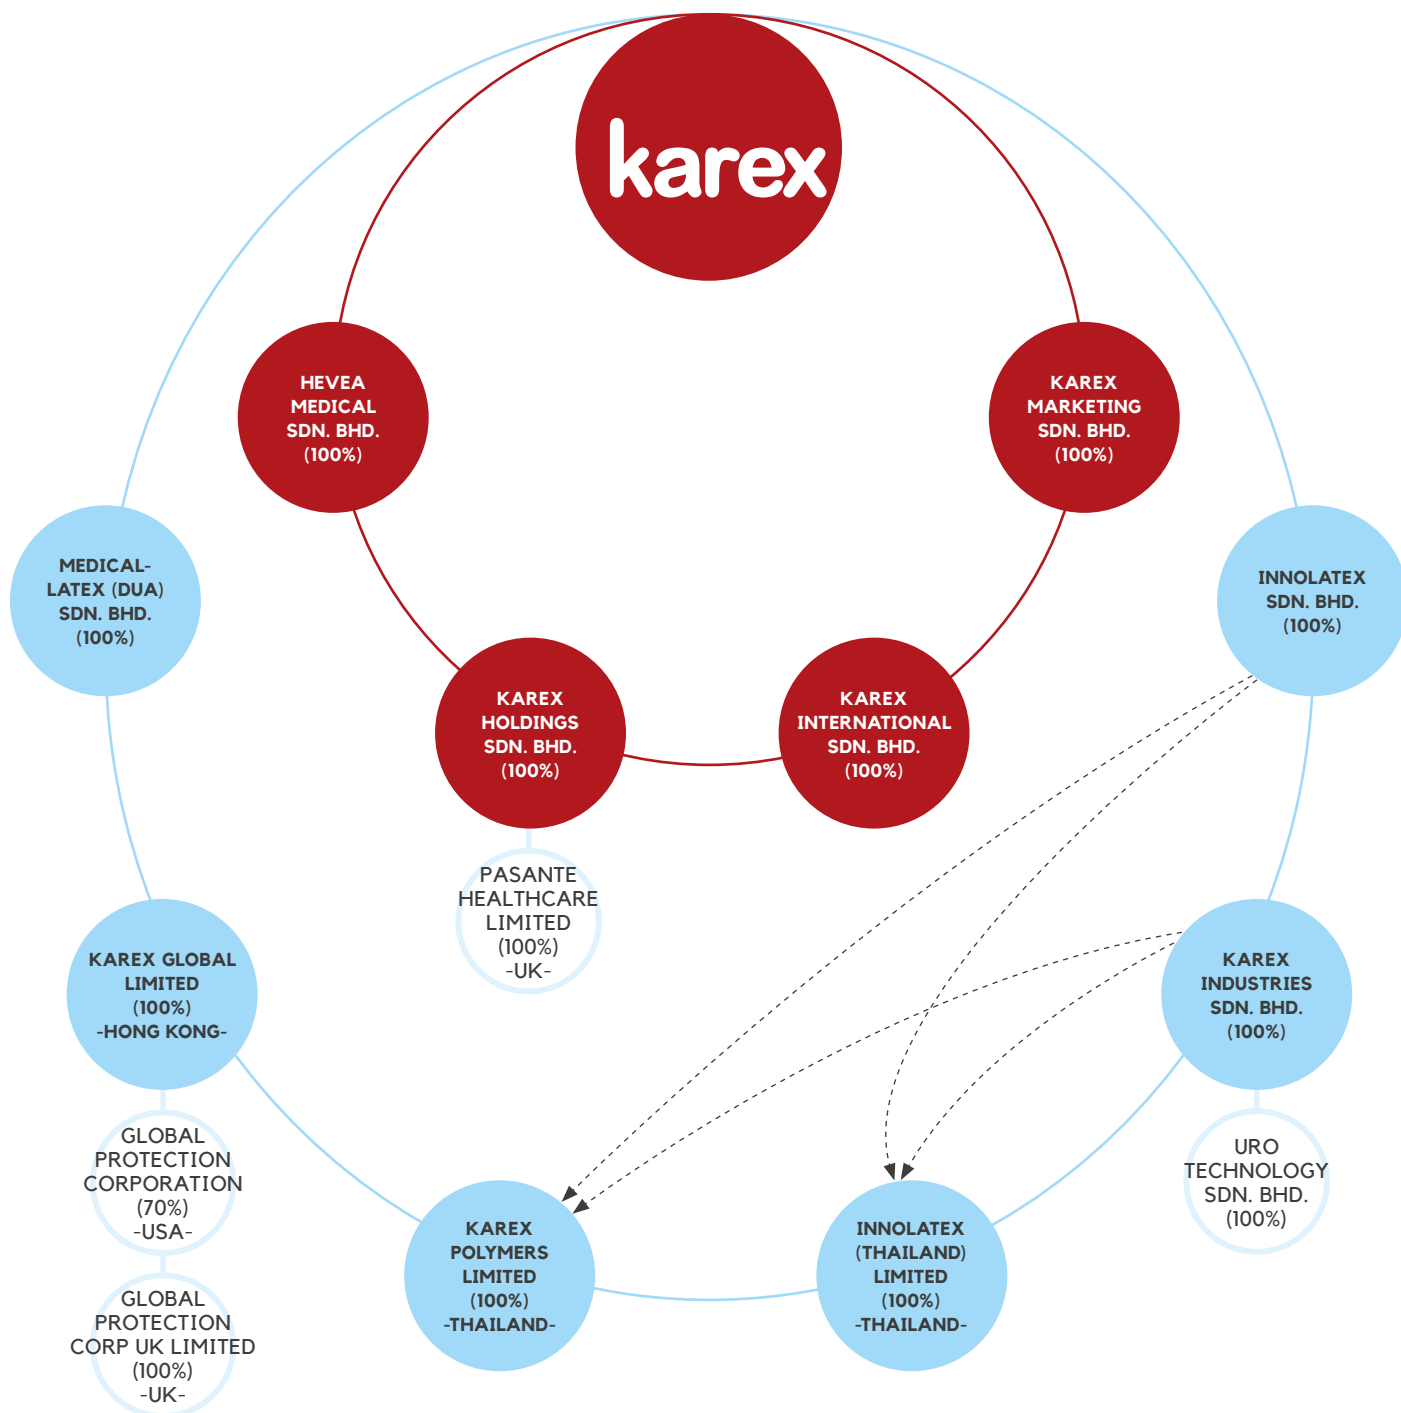 karex
HEVEA
MEDICAL
SDN. BHD.
(100%)
KAREX
MARKETING
SDN. BHD.
(100%)
MEDICAL-
LATEX (DUA)
SDN. BHD.
(100%)
INNOLATEX
SDN. BHD.
(100%)
KAREX
HOLDINGS
SDN. BHD.
(100%)
KAREX
INTERNATIONAL
SDN. BHD.
(100%)
PASANTE
HEALTHCARE
LIMITED
(100%)
-UK-
KAREX GLOBAL
LIMITED
(100%)
-HONG KONG-
KAREX
INDUSTRIES
SDN. BHD.
(100%)
GLOBAL
PROTECTION
CORPORATION
(70%)
-USA-
URO
TECHNOLOGY
SDN. BHD.
(100%)
KAREX
POLYMERS
LIMITED
(100%)
-THAILAND-
INNOLATEX
(THAILAND)
LIMITED
(100%)
-THAILAND-
GLOBAL
PROTECTION
CORP UK LIMITED
(100%)
-UK-